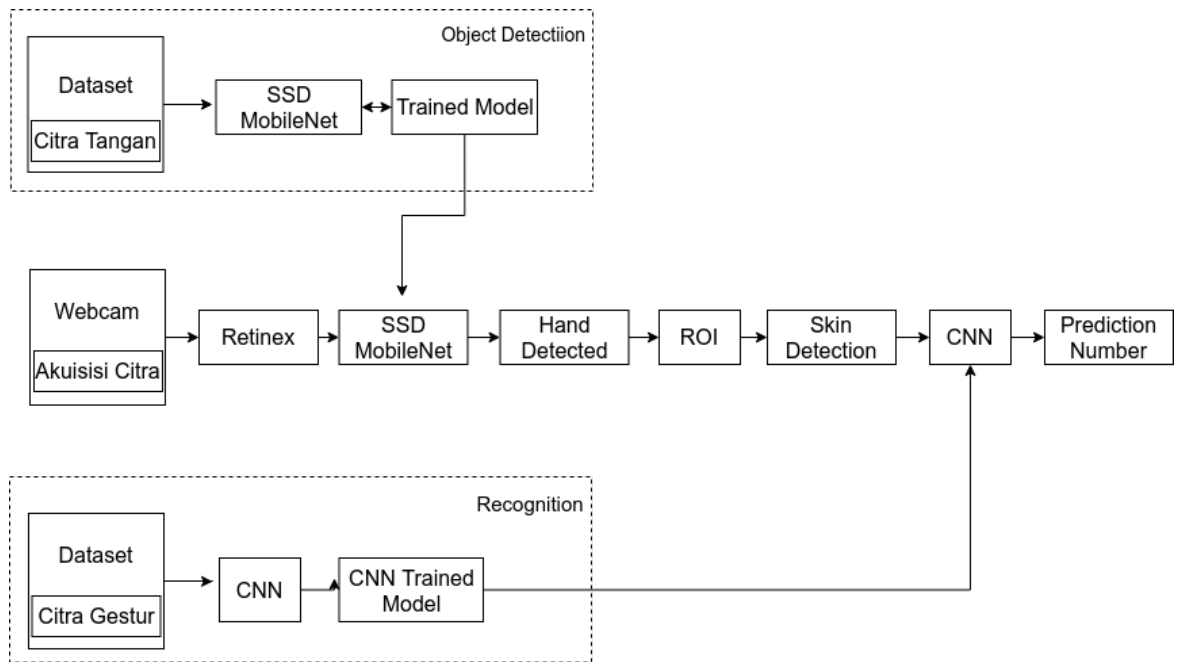 Object Detectiion
Dataset
Citra Tangan
SSD
MobileNet
Trained Model
Webcam
Akuisisi Citra
Retinex
SSD
MobileNet
Hand
Detected
ROI
Skin
Detection
CNN
Prediction
Number
Recognition
Dataset
Citra Gestur
CNN
CNN Trained
Model